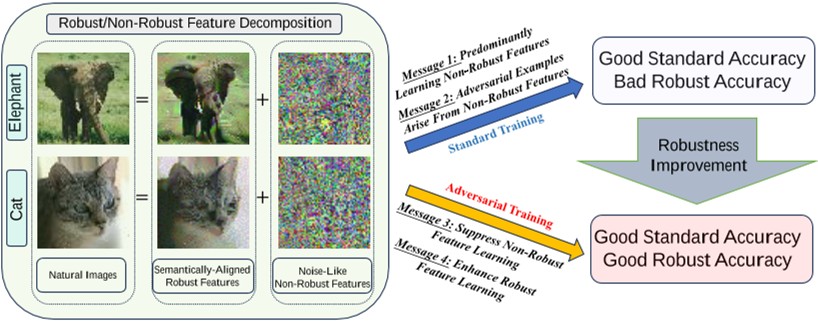 Robust/Non-Robust Feature Decomposition
Elephant
=
+
Cat
=
+
Natural Images
Semantically-Aligned
Robust Features
Noise-Like
Non-Robust Features
Message 1: Predominantly
Learning Non-Robust Features
Message 2: Adversarial Examples
Arise From Non-Robust Features
Standard Training
Adversarial Training
Message 3: Suppress Non-Robust
Feature Learning
Message 4: Enhance Robust
Feature Learning
Good Standard Accuracy
Bad Robust Accuracy
Robustness
Improvement
Good Standard Accuracy
Good Robust Accuracy